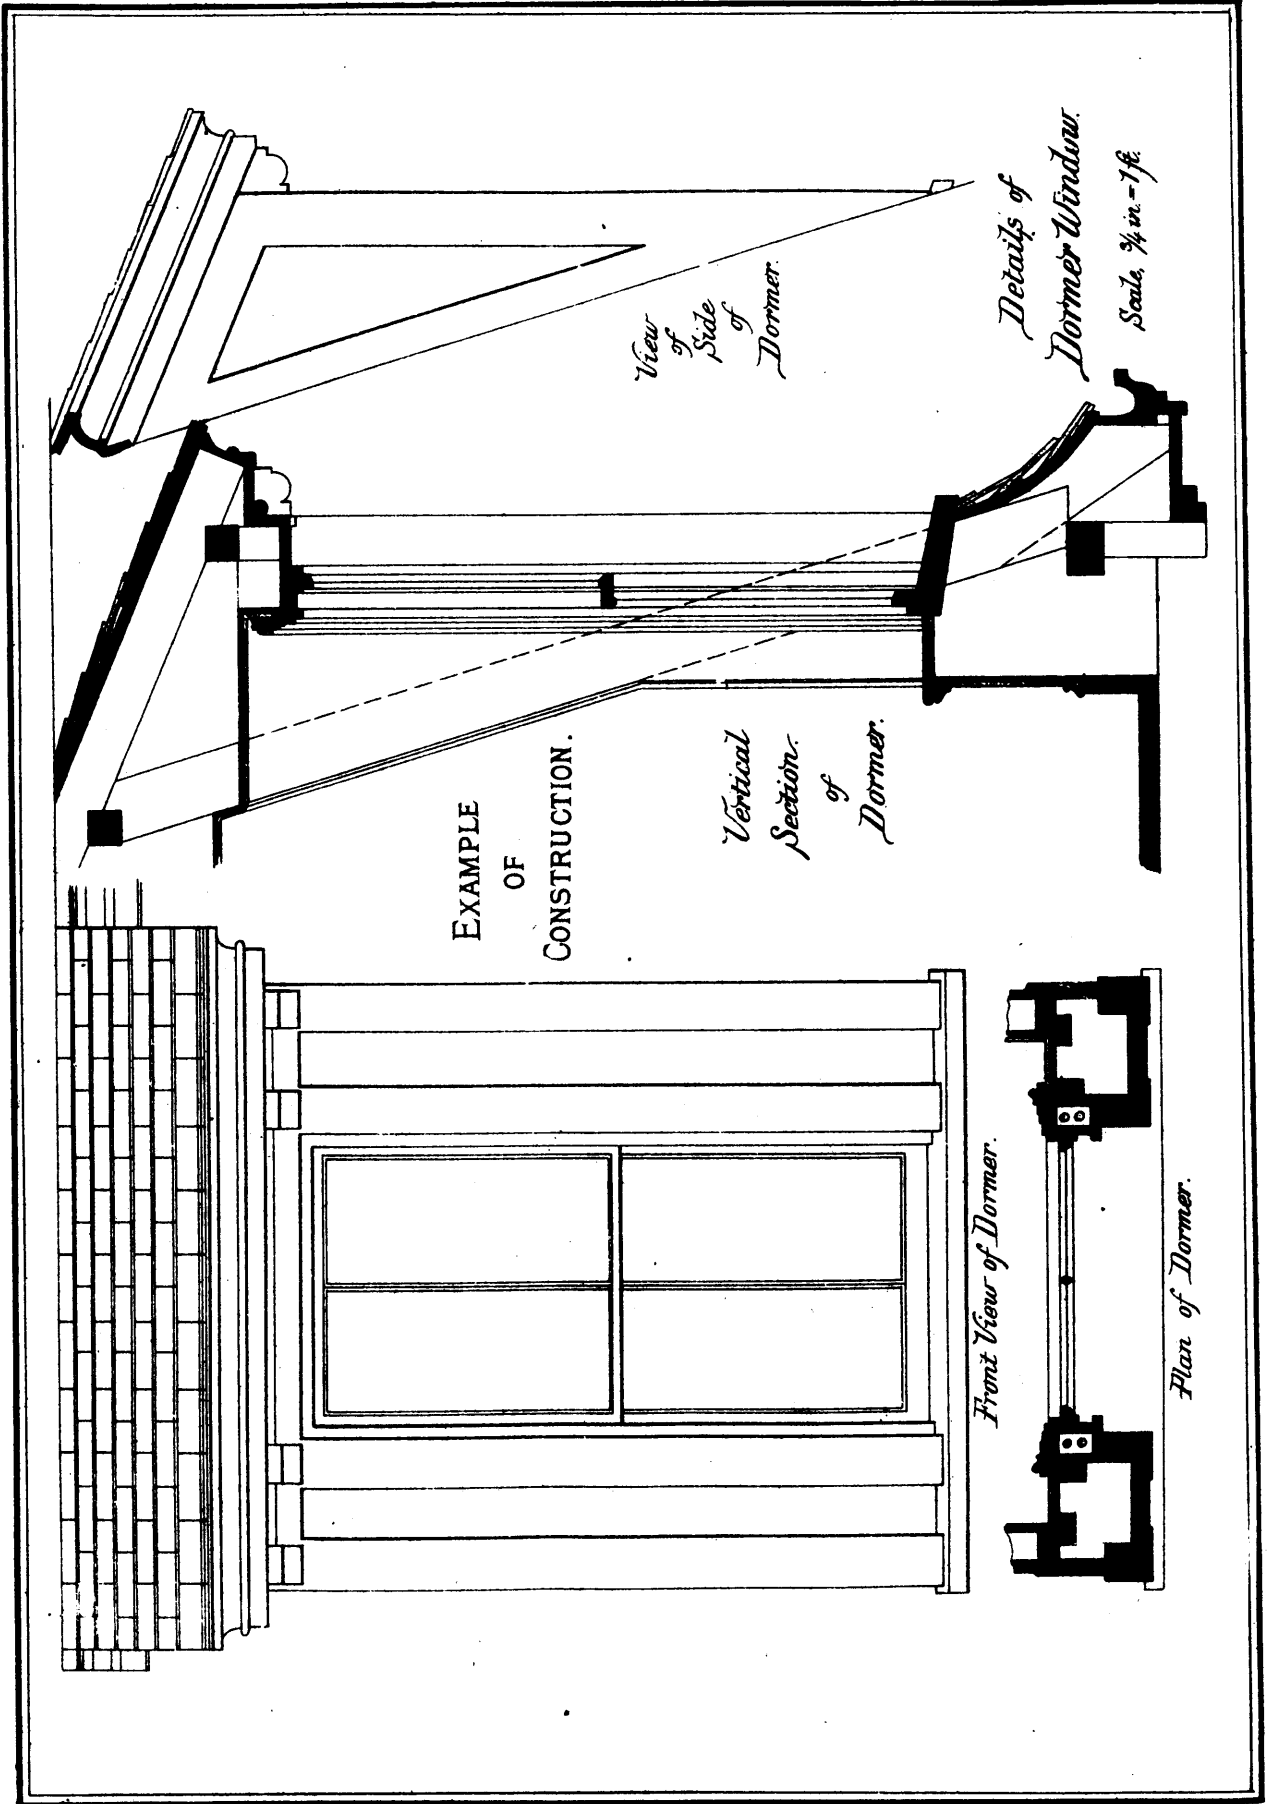 EXAMPLE
OF
CONSTRUCTION.
Front View of Dormer.
Plan of Dormer.
Vertical
Section.
of
Dormer.
View
of
Side
of
Dormer.
Details of
Dormer Window.
Scale, 3/4 in. = 1 ft.